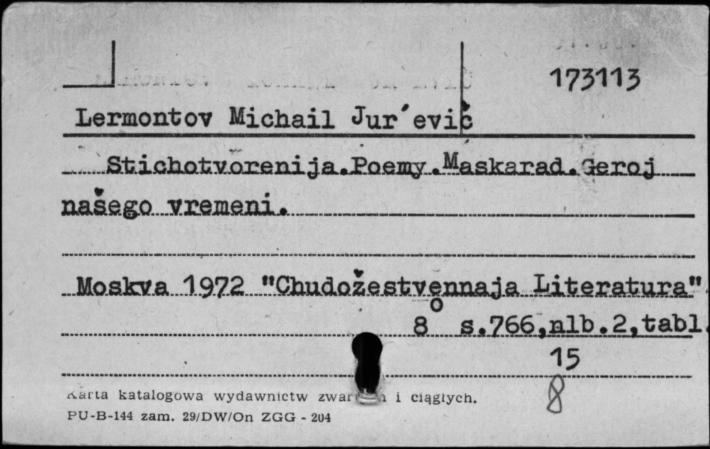 173113
Lermontov Michail Jur´evič
Stichotvorenija.Poemy.Maskarad.Geroj
našego vremeni.
Moskva 1972 "Chudožestvennaja Literatura"
8° s.766,nlb.2,tabl.
15
8
Karta katalogowa wydawnictw i ciągłych.
PU-B-144 zam. 29/DW/On ZGG - 204